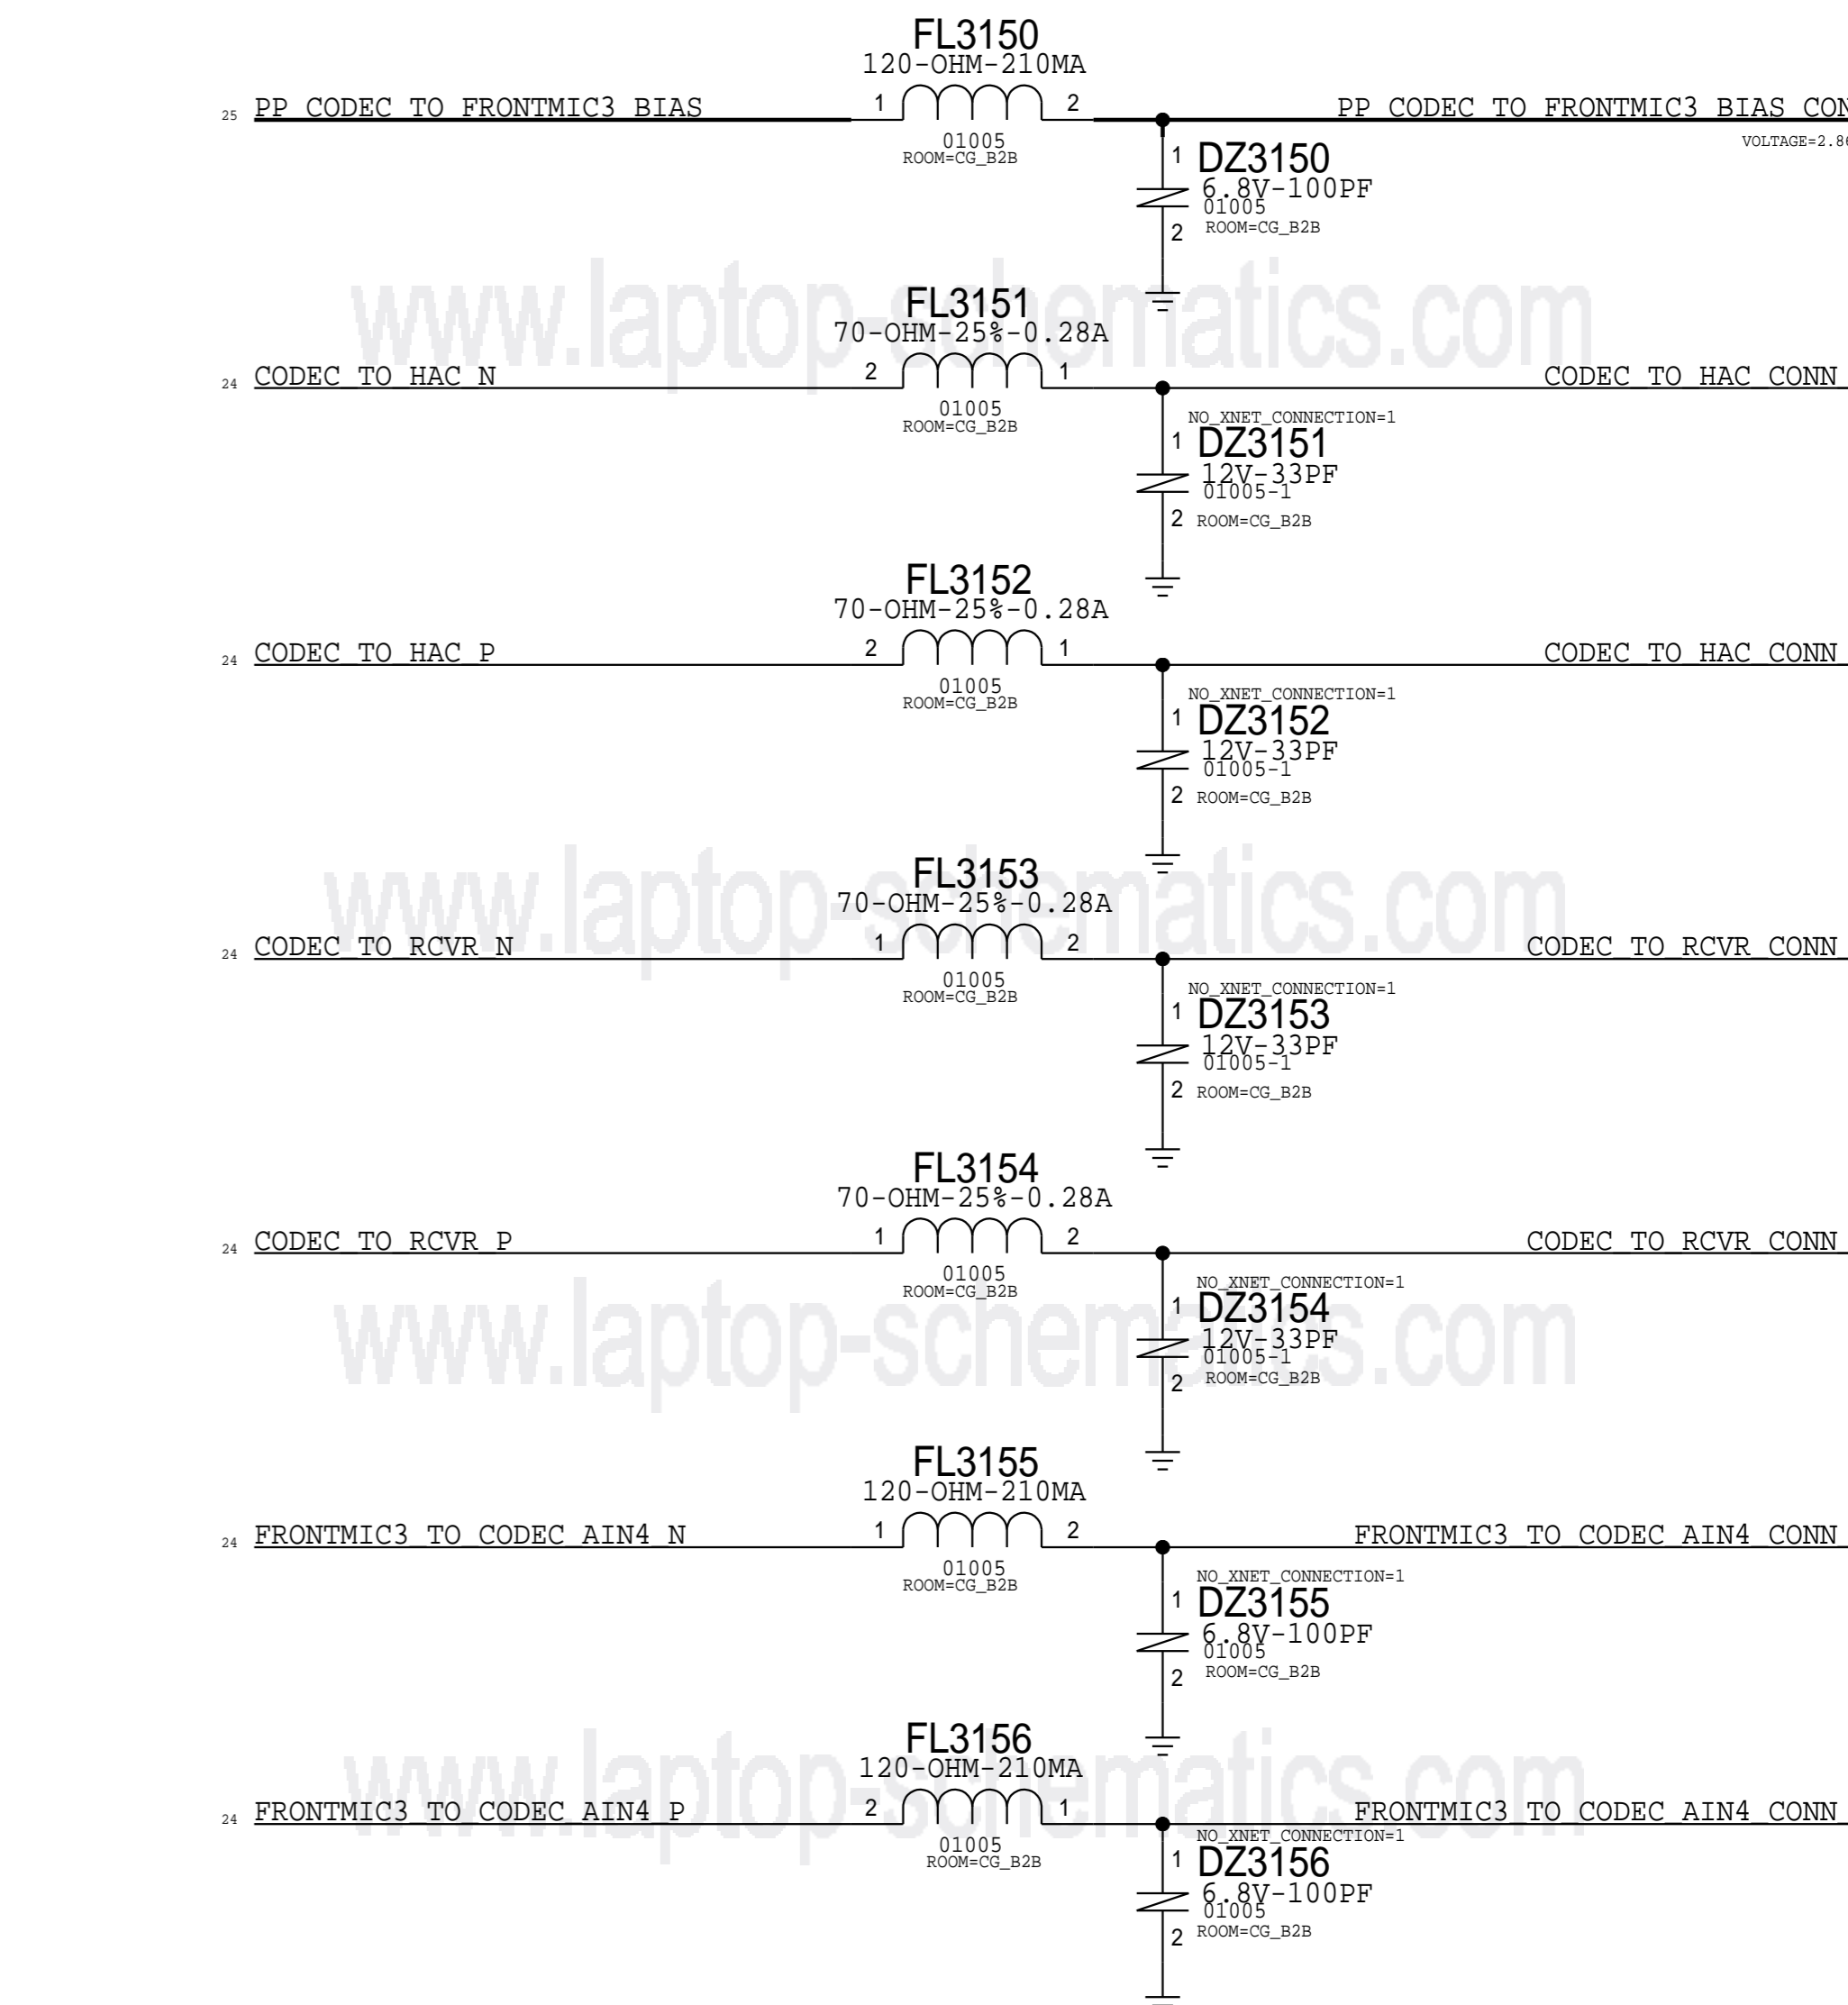 FL3150
120-OHM-210MA
25 PP_CODEC_TO_FRONTMIC3_BIAS 1 2 PP_CODEC_TO_FRONTMIC3_BIAS
01005
ROOM=CG_B2B
1 DZ3150
6.8V-100PF
01005
2 ROOM=CG_B2B
www.laptop-schematics.com
FL3151
70-OHM-25%-0.28A
24 CODEC_TO_HAC_N 2 1 CODEC_TO_HAC_CONN_
01005
ROOM=CG_B2B
NO_XNET_CONNECTION=1
1 DZ3151
12V-33PF
01005-1
2 ROOM=CG_B2B
FL3152
70-OHM-25%-0.28A
24 CODEC_TO_HAC_P 2 1 CODEC_TO_HAC_CONN_
01005
ROOM=CG_B2B
NO_XNET_CONNECTION=1
1 DZ3152
12V-33PF
01005-1
2 ROOM=CG_B2B
www.laptop-schematics.com
FL3153
70-OHM-25%-0.28A
24 CODEC_TO_RCVR_N 1 2 CODEC_TO_RCVR_CONN_
01005
ROOM=CG_B2B
NO_XNET_CONNECTION=1
1 DZ3153
12V-33PF
01005-1
2 ROOM=CG_B2B
FL3154
70-OHM-25%-0.28A
24 CODEC_TO_RCVR_P 1 2 CODEC_TO_RCVR_CONN_
01005
ROOM=CG_B2B
NO_XNET_CONNECTION=1
1 DZ3154
12V-33PF
01005-1
2 ROOM=CG_B2B
www.laptop-schematics.com
FL3155
120-OHM-210MA
24 FRONTMIC3_TO_CODEC_AIN4_N 1 2 FRONTMIC3_TO_CODEC_AIN4_CONN_
01005
ROOM=CG_B2B
NO_XNET_CONNECTION=1
1 DZ3155
6.8V-100PF
01005
2 ROOM=CG_B2B
www.laptop-schematics.com
FL3156
120-OHM-210MA
24 FRONTMIC3_TO_CODEC_AIN4_P 2 1 FRONTMIC3_TO_CODEC_AIN4_CONN_
01005
ROOM=CG_B2B
NO_XNET_CONNECTION=1
1 DZ3156
6.8V-100PF
01005
2 ROOM=CG_B2B